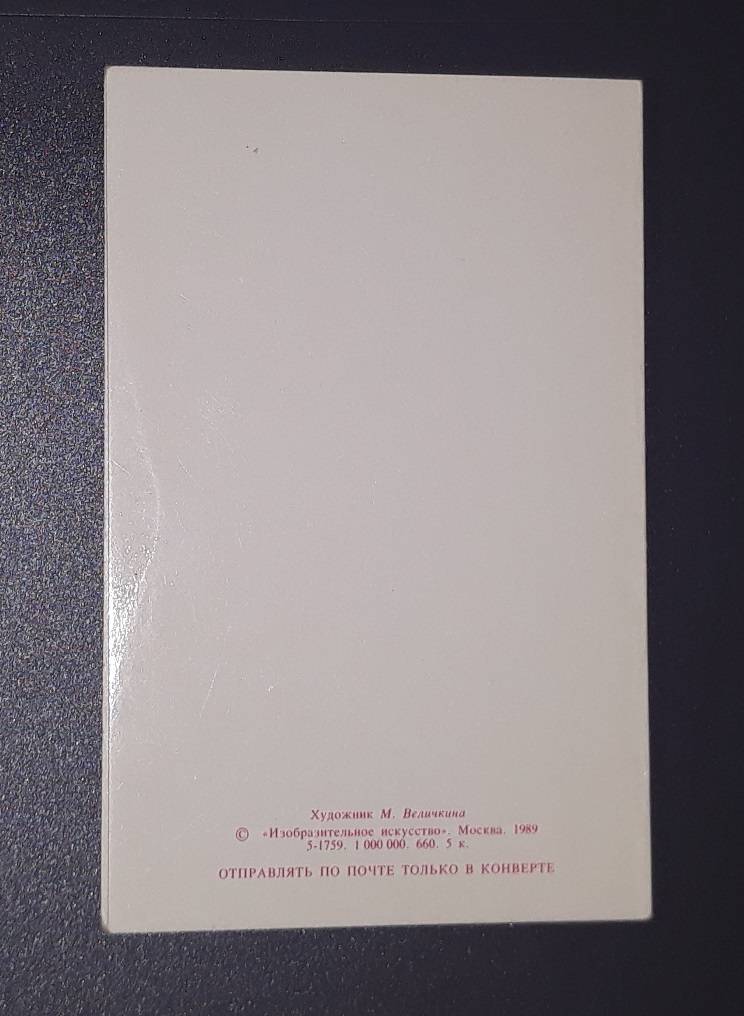 Художник М. Величкина
© «Изобразительное искусство». Москва. 1989
5-1759. 1 000 000. 660. 5 к.
ОТПРАВЛЯТЬ ПО ПОЧТЕ ТОЛЬКО В КОНВЕРТЕ